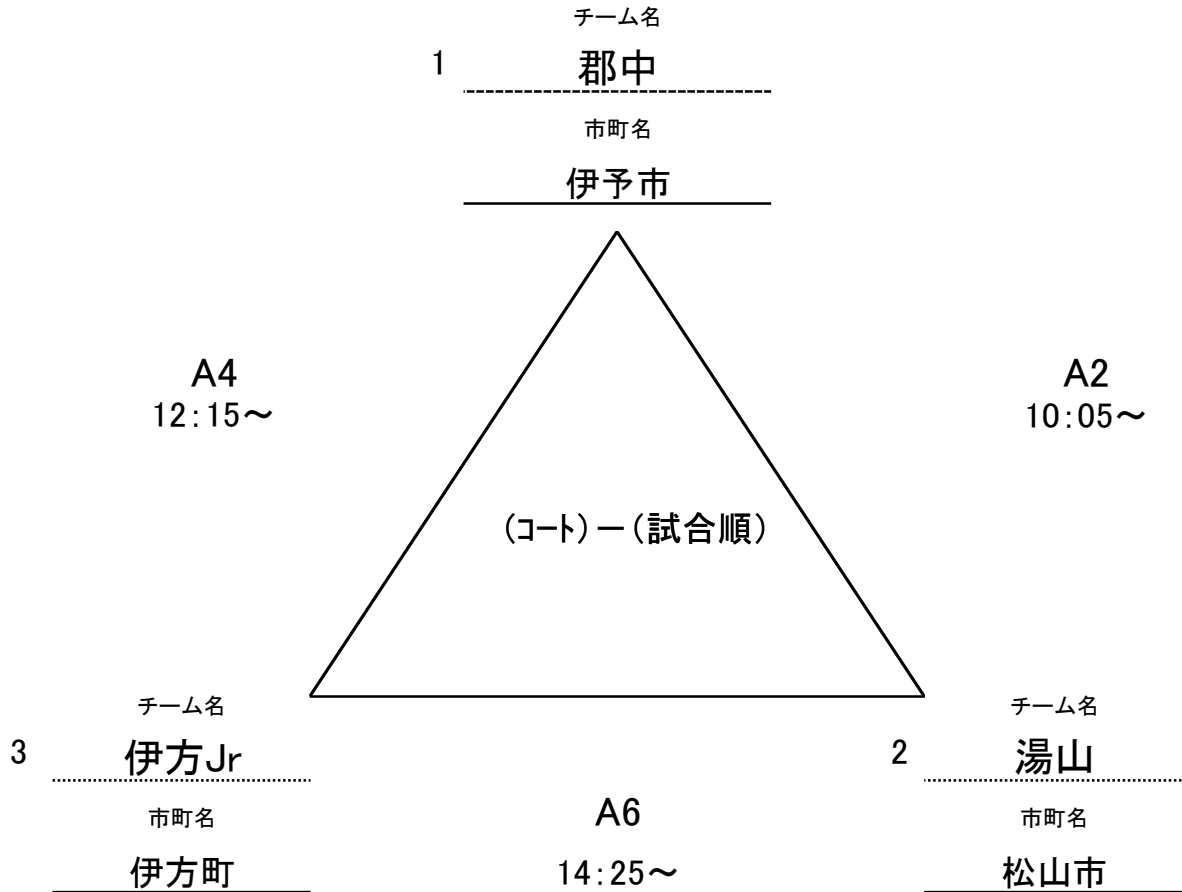 チーム名
1 郡中
市町名
伊予市
A4
12:15～
A2
10:05～
(コート)ー(試合順)
チーム名
3 伊方Jr
市町名
伊方町
チーム名
2 湯山
市町名
松山市
A6
14:25～